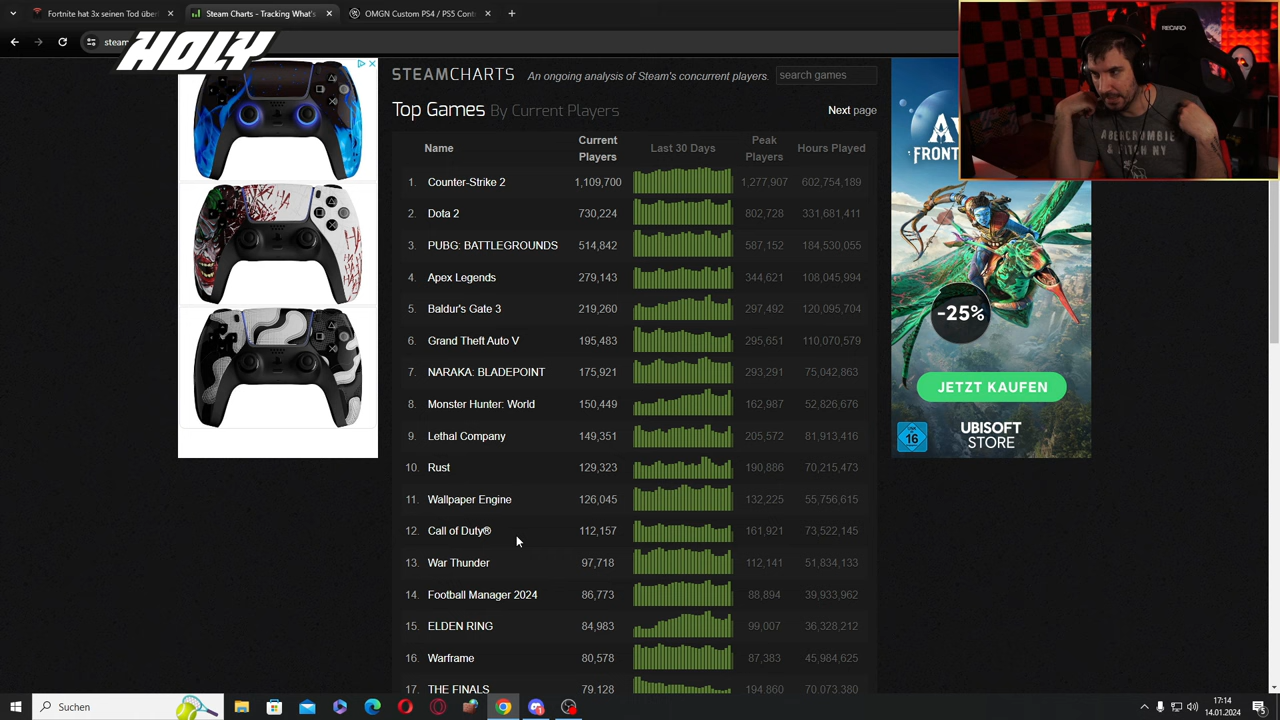 Fortnite hat 3x seinen Tod über
Steam Charts - Tracking What's
OMGN Custom PS4 / PS5 Cont
steam
HOLY
STEAMCHARTS An ongoing analysis of Steam's concurrent players. search games
Top Games By Current Players Next page
Name Current Players Last 30 Days Peak Players Hours Played
1. Counter-Strike 2 1,109,700 1,277,907 602,754,189
2. Dota 2 730,224 802,728 331,681,411
3. PUBG: BATTLEGROUNDS 514,842 587,152 184,530,055
4. Apex Legends 279,143 344,621 108,045,994
5. Baldur's Gate 3 219,260 297,492 120,095,704
6. Grand Theft Auto V 195,483 295,651 110,070,579
7. NARAKA: BLADEPOINT 175,921 293,291 75,042,863
8. Monster Hunter: World 150,449 162,987 52,826,676
9. Lethal Company 149,351 205,572 81,913,416
10. Rust 129,323 190,886 70,215,473
11. Wallpaper Engine 126,045 132,225 55,756,615
12. Call of Duty® 112,157 161,921 73,522,145
13. War Thunder 97,718 112,141 51,834,133
14. Football Manager 2024 86,773 88,894 39,933,962
15. ELDEN RING 84,983 99,007 36,328,212
16. Warframe 80,578 87,383 45,984,625
17. THE FINALS 79,128 194,860 70,073,380
AV
FRONT
-25%
JETZT KAUFEN
16
UBISOFT
STORE
RECARO
ABERCROMBIE
& FITCH NY
Suchen
17:14
14.01.2024
5